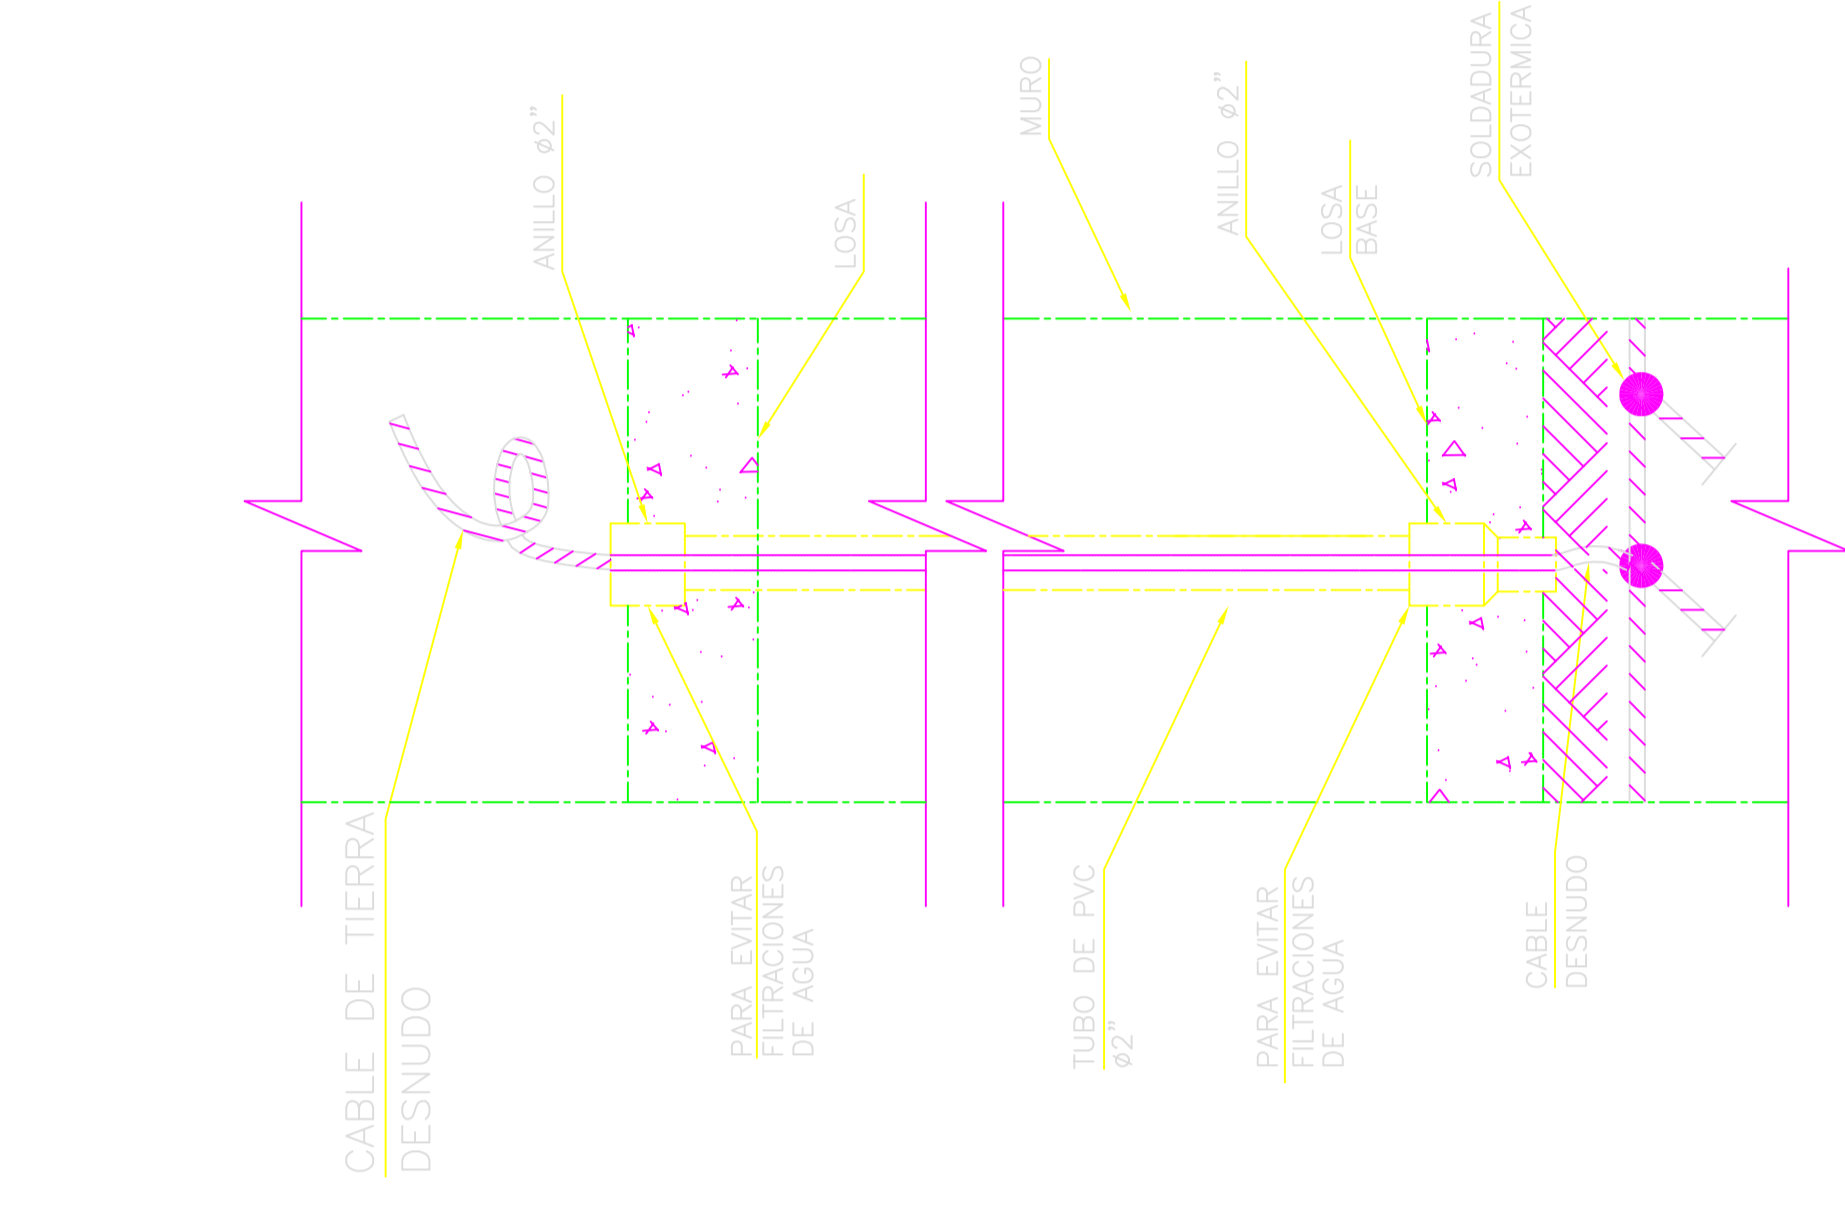 CABLE DE TIERRA
DESNUDO
ANILLO ø2"
PARA EVITAR
FILTRACIONES
DE AGUA
LOSA
MURO
TUBO DE PVC
ø2"
ANILLO ø2"
PARA EVITAR
FILTRACIONES
DE AGUA
LOSA
BASE
SOLDADURA
EXOTERMICA
CABLE
DESNUDO